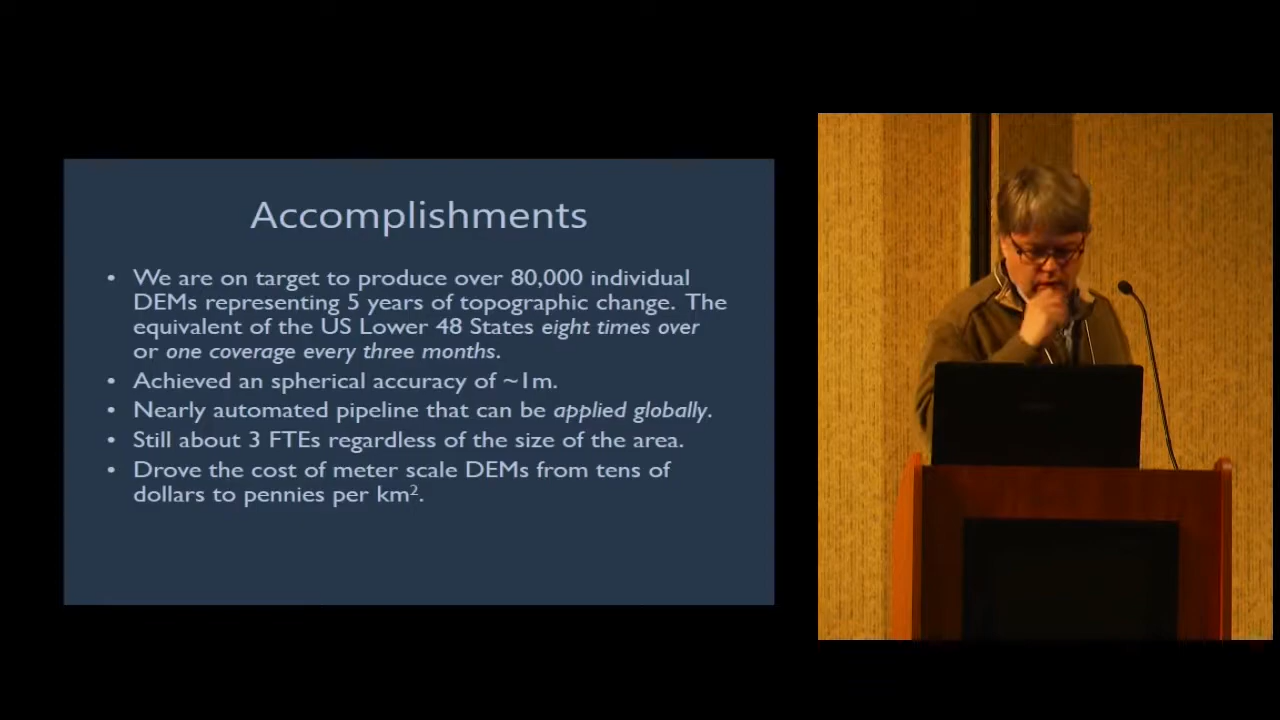 Accomplishments
• We are on target to produce over 80,000 individual
DEMs representing 5 years of topographic change. The
equivalent of the US Lower 48 States eight times over
or one coverage every three months.
• Achieved an spherical accuracy of ~1m.
• Nearly automated pipeline that can be applied globally.
• Still about 3 FTEs regardless of the size of the area.
• Drove the cost of meter scale DEMs from tens of
dollars to pennies per km².